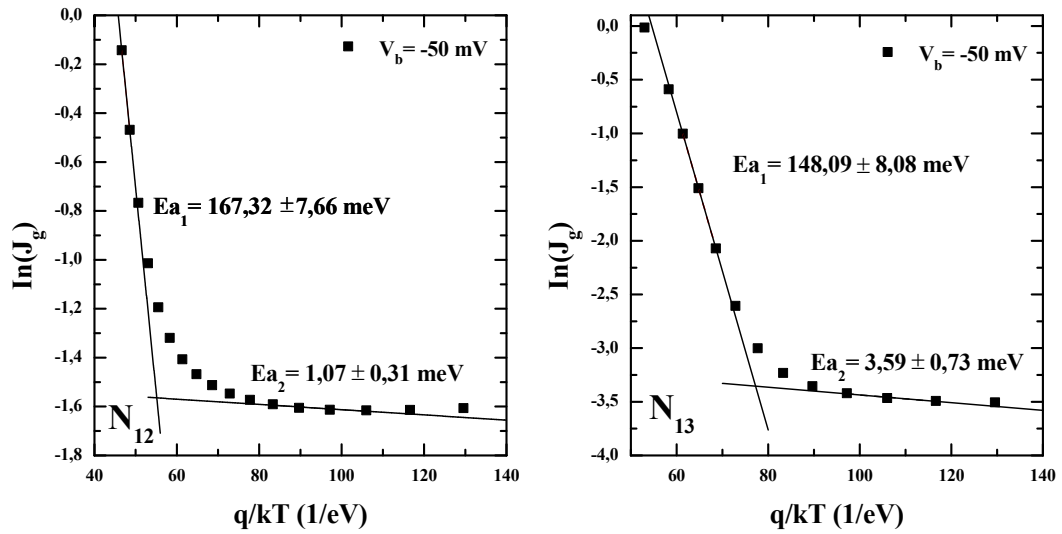 0,0
-0,2
-0,4
-0,6
-0,8
-1,0
-1,2
-1,4
-1,6
-1,8
ln(J_g)
V_b= -50 mV
Ea_1= 167,32 ±7,66 meV
Ea_2= 1,07 ± 0,31 meV
N_12
40 60 80 100 120 140
q/kT (1/eV)
0,0
-0,5
-1,0
-1,5
-2,0
-2,5
-3,0
-3,5
-4,0
ln(J_g)
V_b= -50 mV
Ea_1= 148,09 ± 8,08 meV
Ea_2= 3,59 ± 0,73 meV
N_13
60 80 100 120 140
q/kT (1/eV)